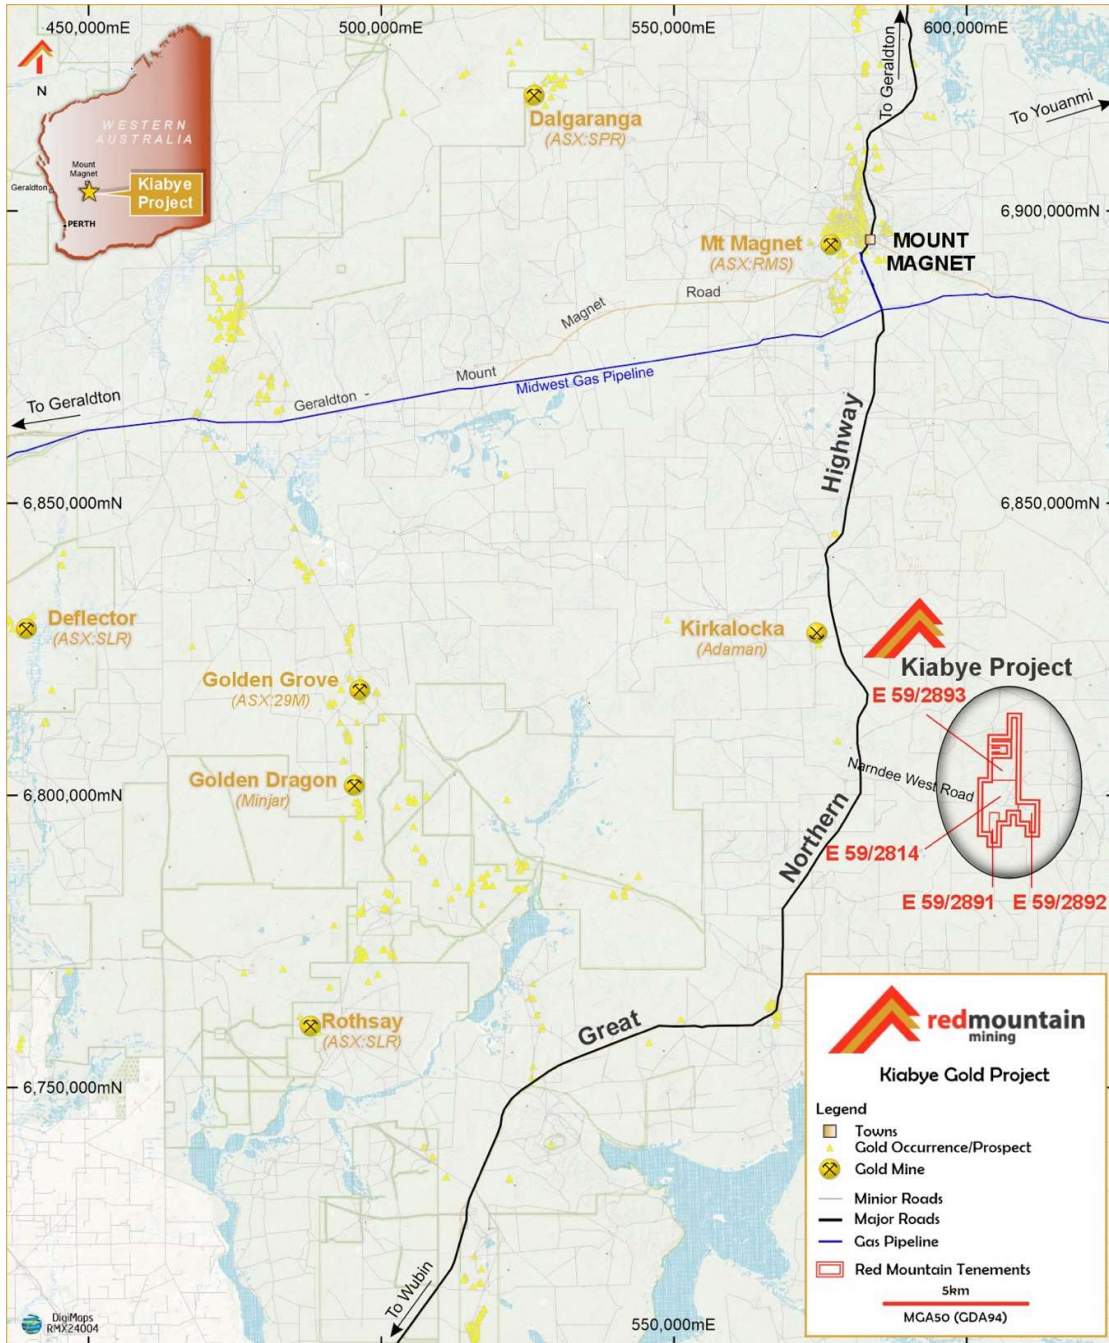 450,000mE
500,000mE
550,000mE
600,000mE
N
WESTERN
AUSTRALIA
Mount
Magnet
Geraldton
Kiabye
Project
PERTH
Dalgaranga
(ASX:SPR)
To Geraldton
To Youanmi
6,900,000mN
Mt Magnet
(ASX:RMS)
MOUNT
MAGNET
Road
Magnet
Mount
Geraldton
Midwest Gas Pipeline
To Geraldton
Highway
6,850,000mN
6,850,000mN
Deflector
(ASX:SLR)
Kirkalocka
(Adaman)
Golden Grove
(ASX:29M)
Kiabye Project
E 59/2893
Golden Dragon
(Minjar)
Narndee West Road
6,800,000mN
Northern
E 59/2814
E 59/2891
E 59/2892
Rothsay
(ASX:SLR)
Great
6,750,000mN
To Wubin
redmountain
mining
Kiabye Gold Project
Legend
Towns
Gold Occurrence/Prospect
Gold Mine
Minior Roads
Major Roads
Gas Pipeline
Red Mountain Tenements
5km
MGA50 (GDA94)
DigiMaps
RMX24004
500,000mE
550,000mE